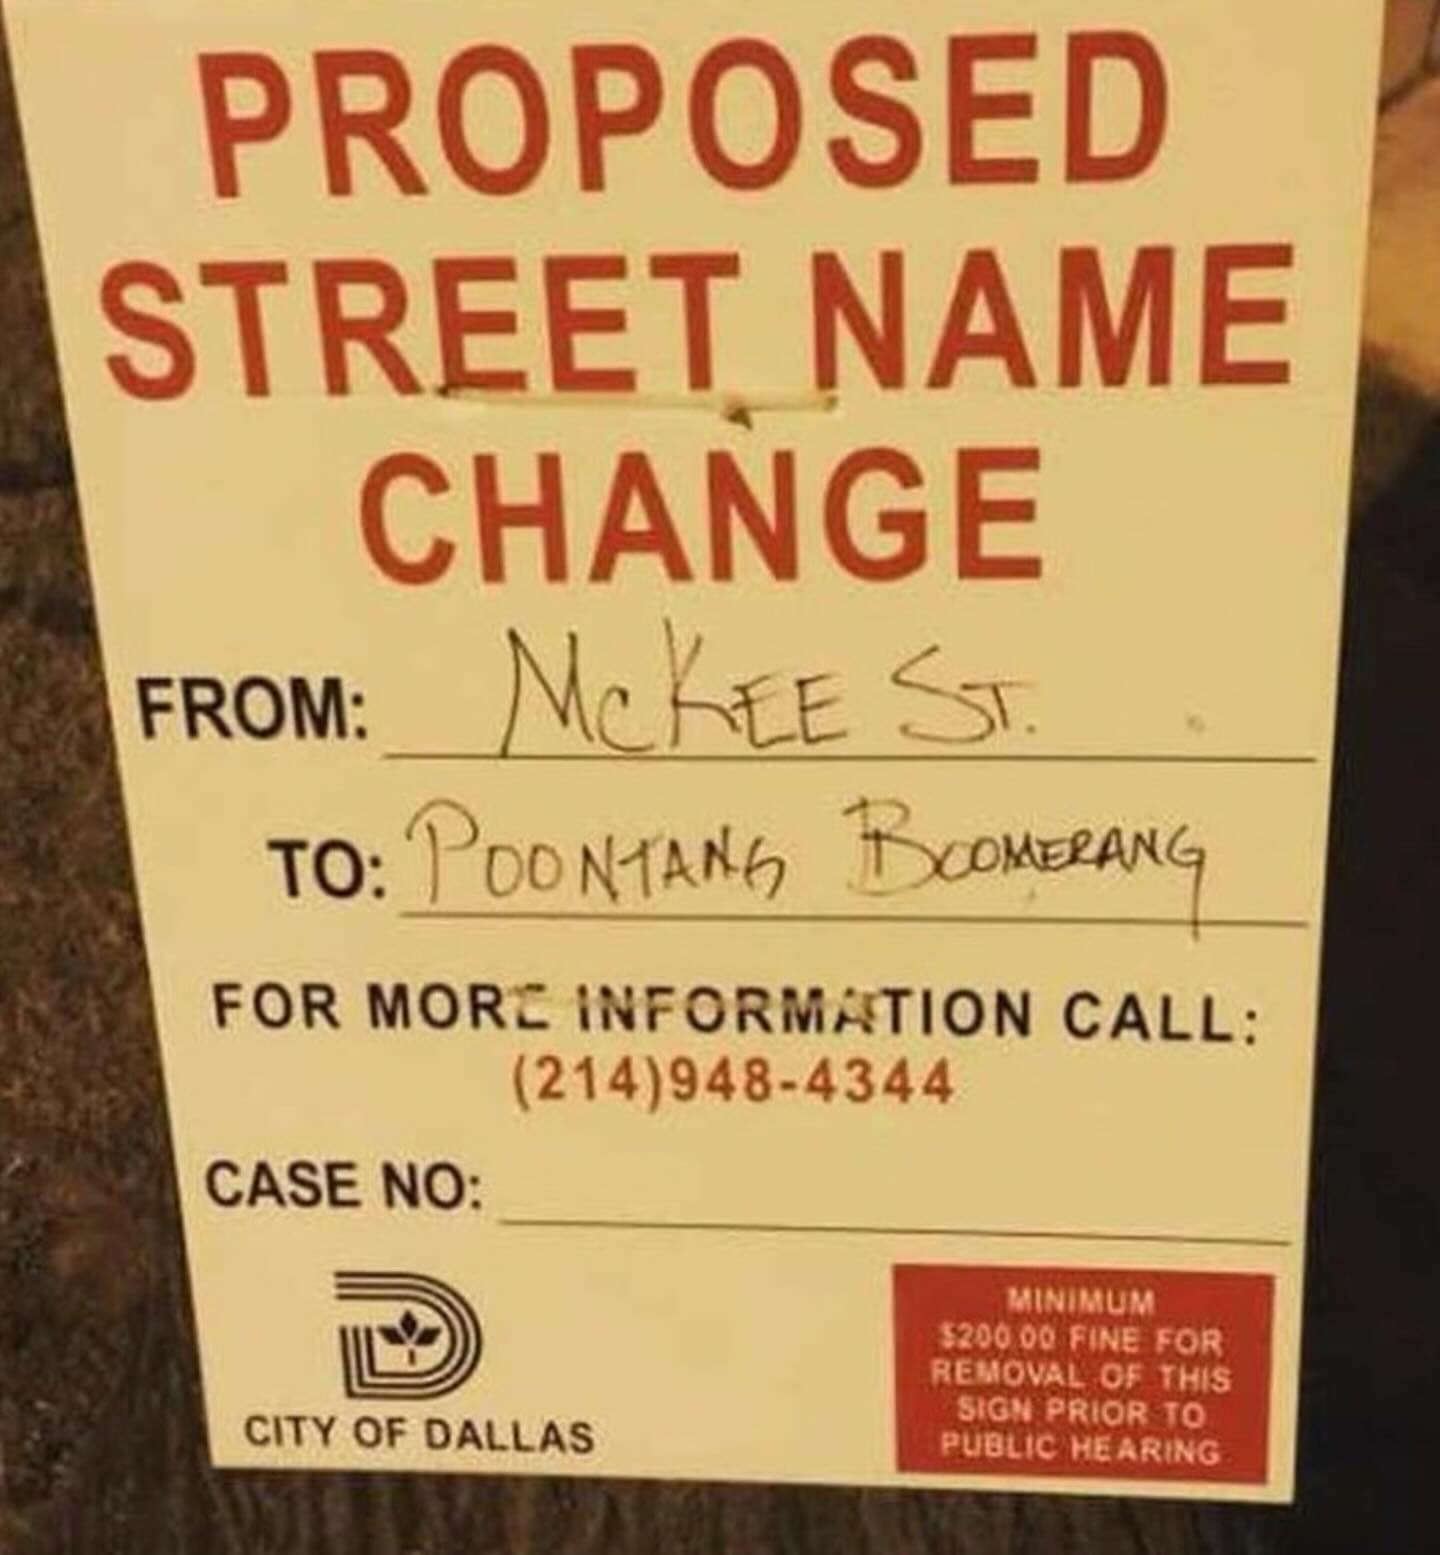 PROPOSED
STREET NAME
CHANGE
FROM: McKEE ST.
TO: POONTANG BOOMERANG
FOR MORE INFORMATION CALL:
(214)948-4344
CASE NO:
CITY OF DALLAS
MINIMUM
$200.00 FINE FOR
REMOVAL OF THIS
SIGN PRIOR TO
PUBLIC HEARING